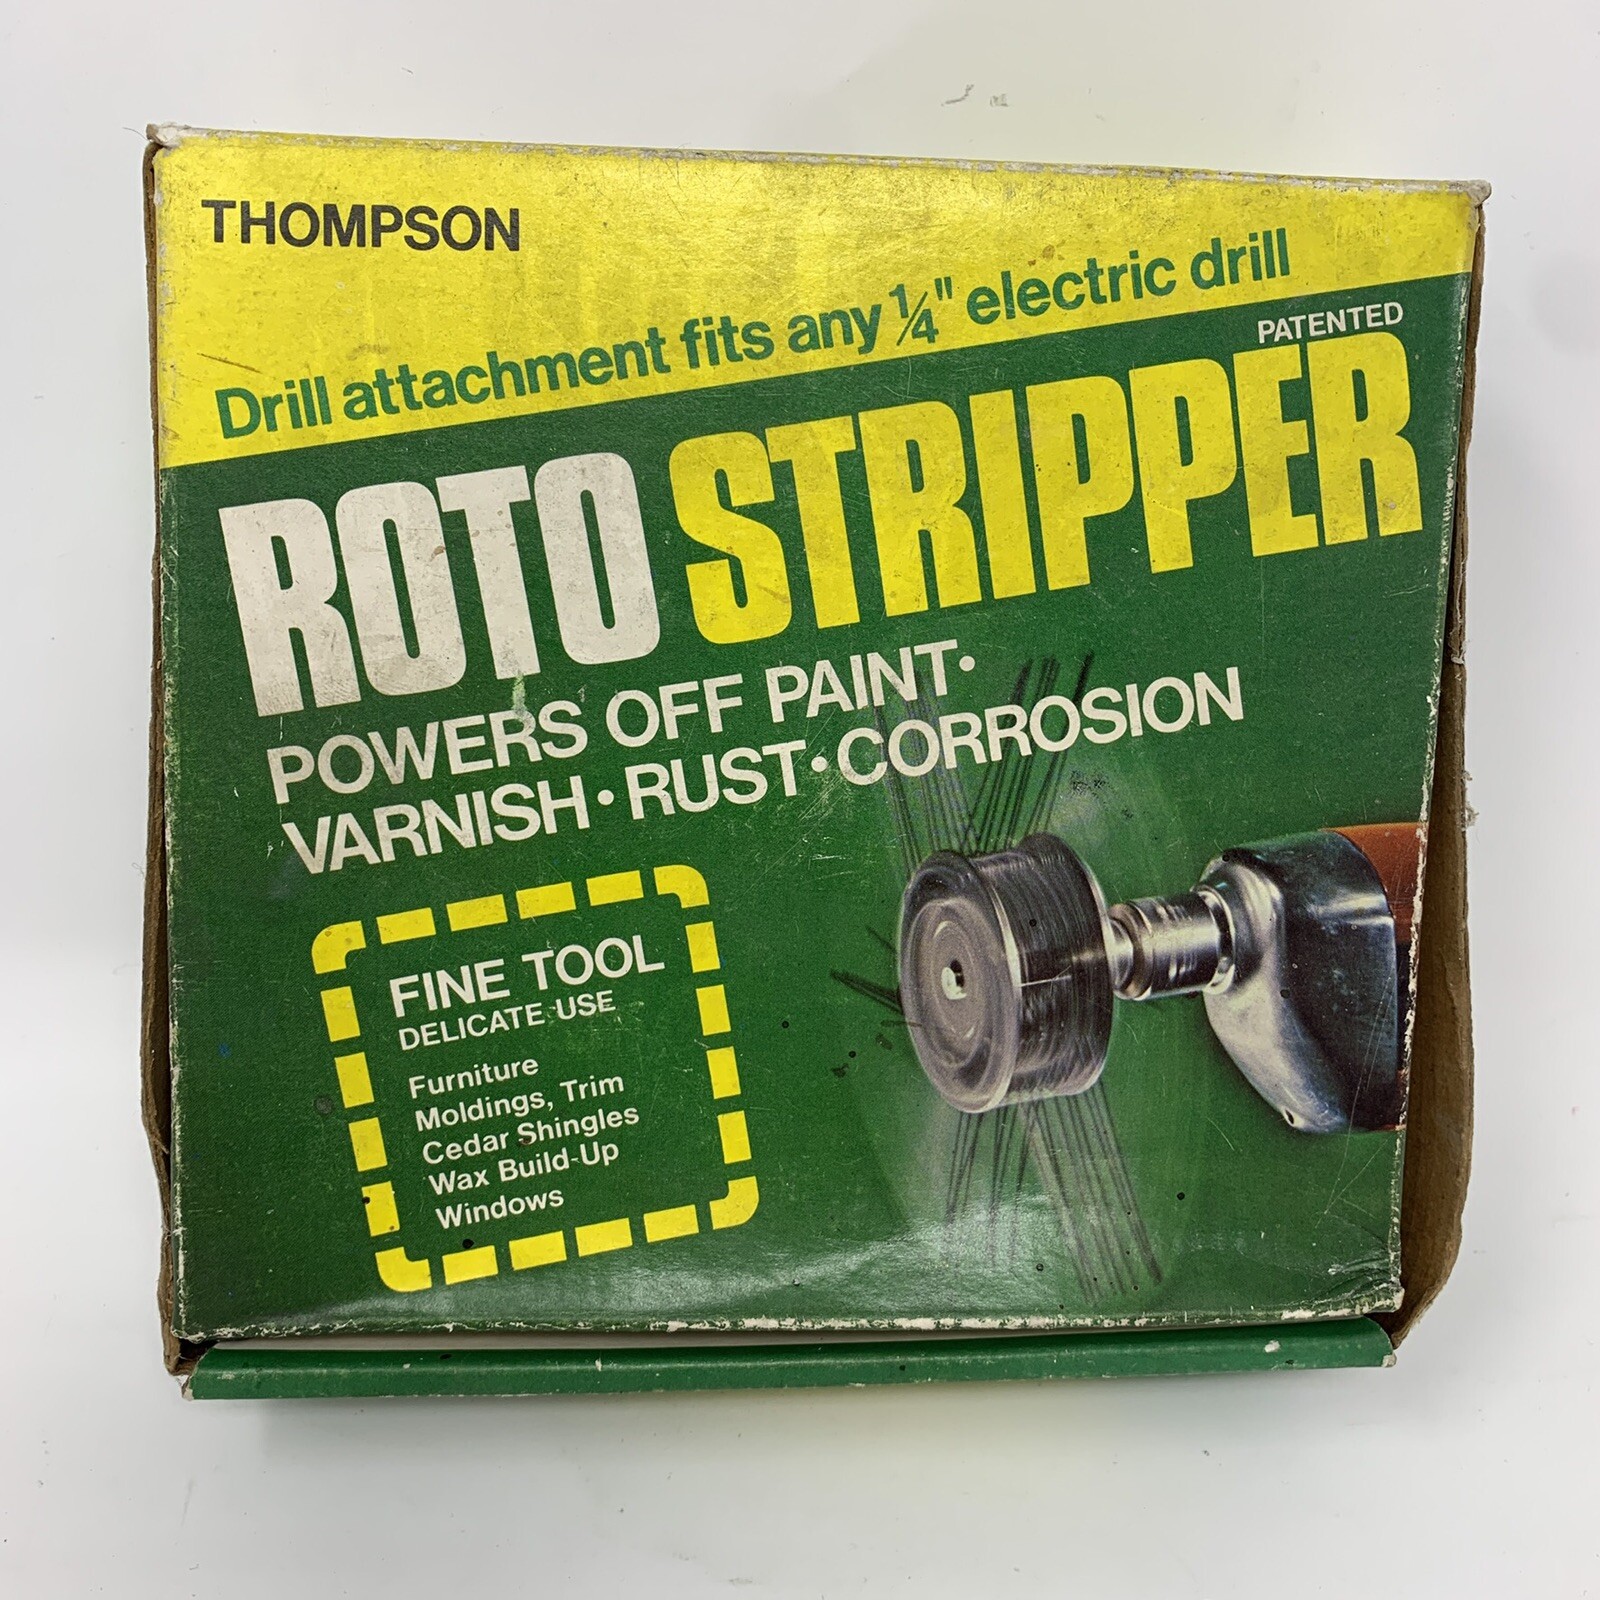 THOMPSON
Drill attachment fits any 1/4" electric drill
PATENTED
ROTO STRIPPER
POWERS OFF PAINT·
VARNISH·RUST·CORROSION
FINE TOOL
DELICATE USE
Furniture
Moldings, Trim
Cedar Shingles
Wax Build-Up
Windows